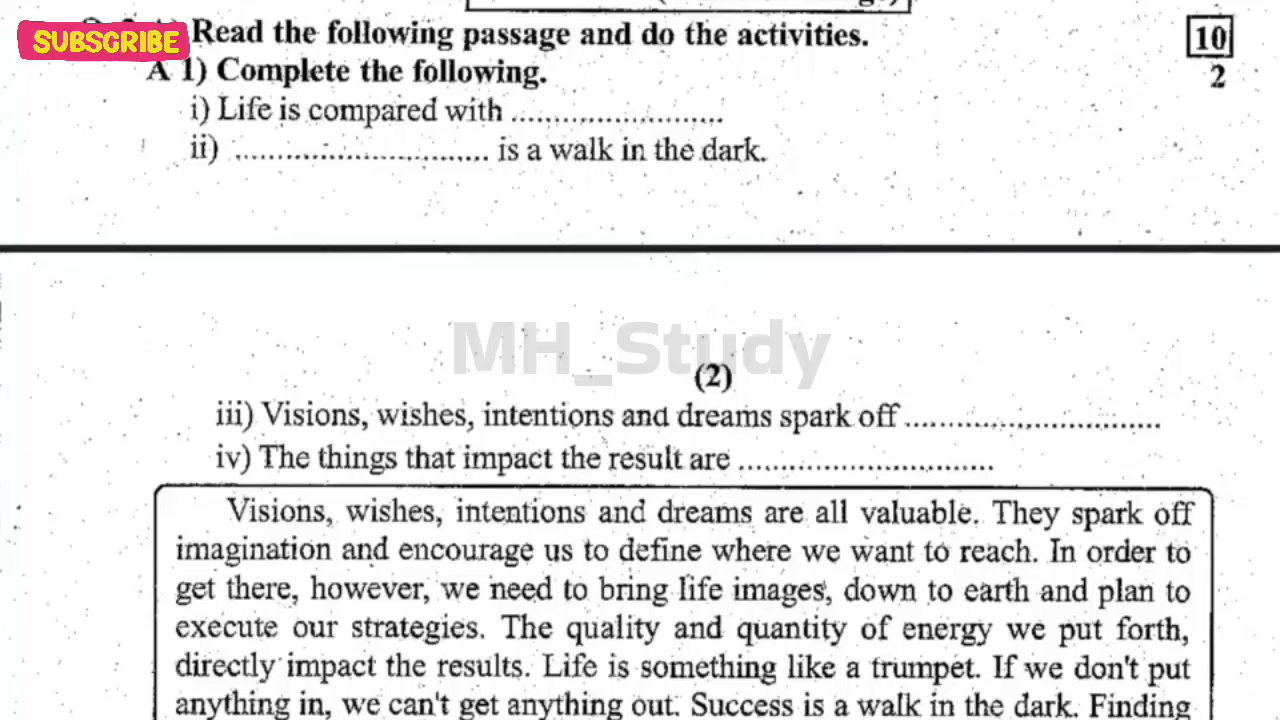 SUBSCRIBE
Read the following passage and do the activities.
10
A 1) Complete the following.
2
i) Life is compared with ........................
ii) .............................. is a walk in the dark.
MH_Study
(2)
iii) Visions, wishes, intentions and dreams spark off ..............................
iv) The things that impact the result are ..............................
Visions, wishes, intentions and dreams are all valuable. They spark off
imagination and encourage us to define where we want to reach. In order to
get there, however, we need to bring life images, down to earth and plan to
execute our strategies. The quality and quantity of energy we put forth,
directly impact the results. Life is something like a trumpet. If we don't put
anything in, we can't get anything out. Success is a walk in the dark. Finding